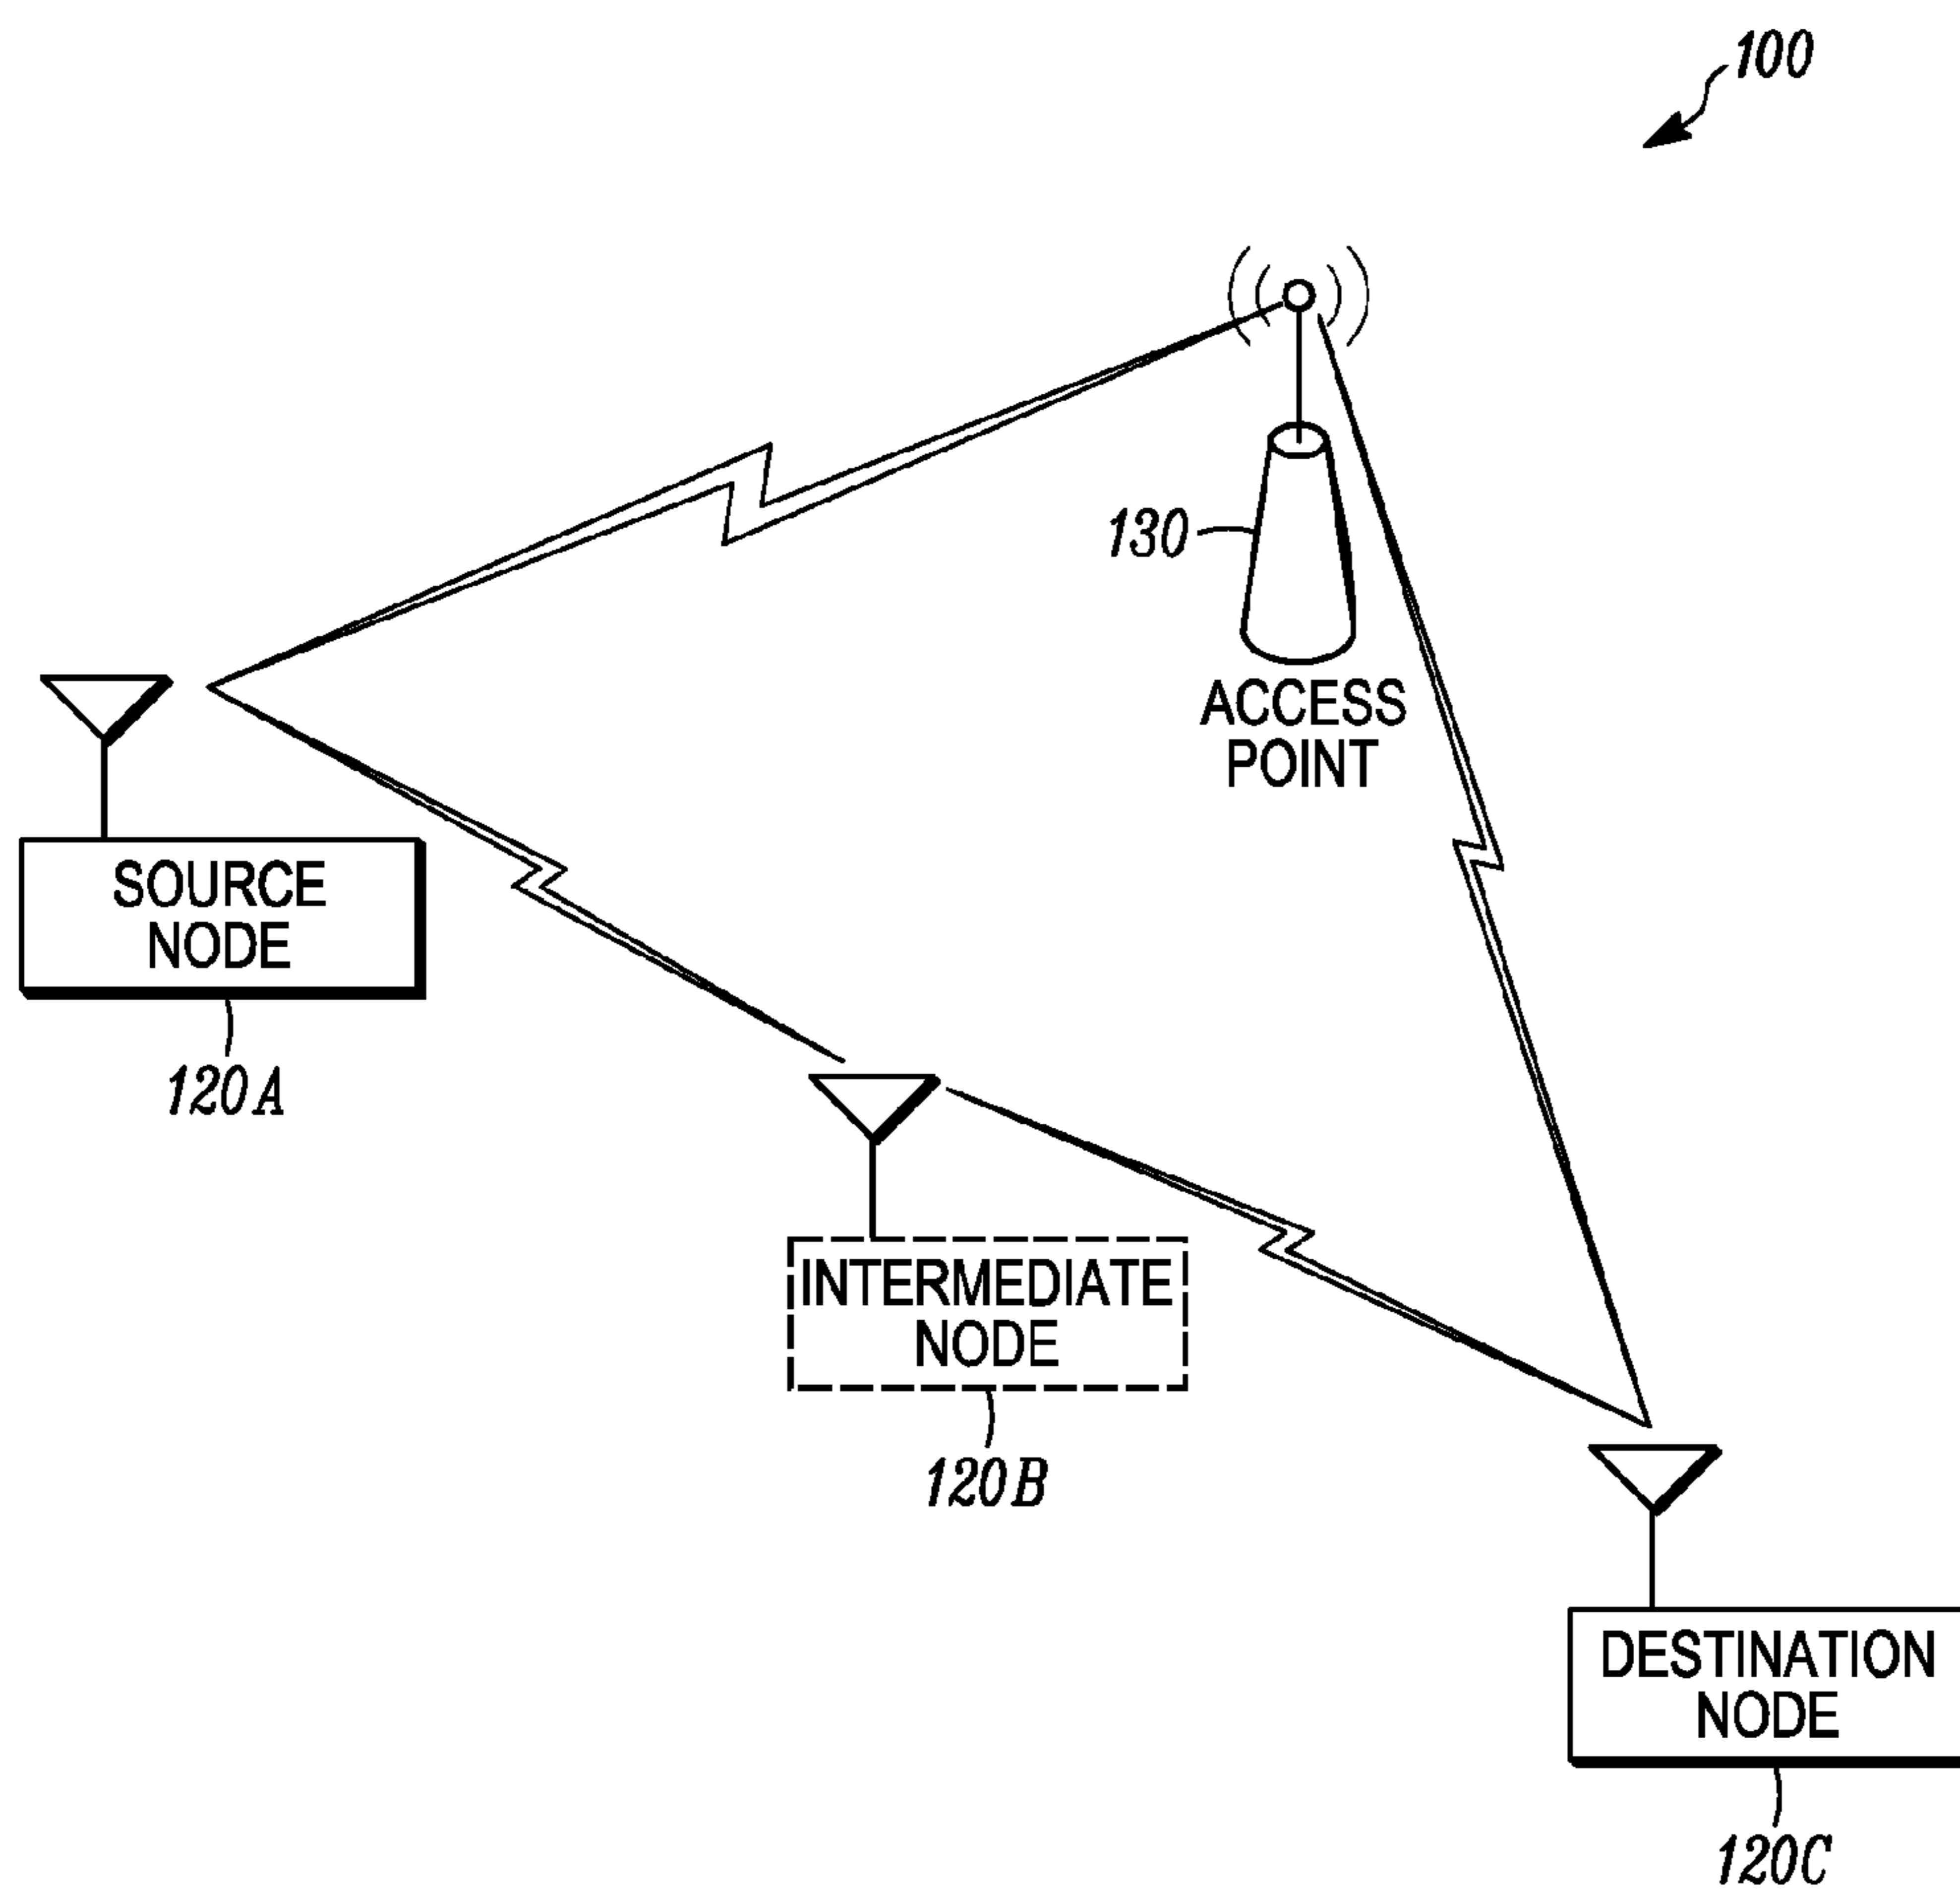 100
130
ACCESS
POINT
SOURCE
NODE
120A
INTERMEDIATE
NODE
120B
DESTINATION
NODE
120C